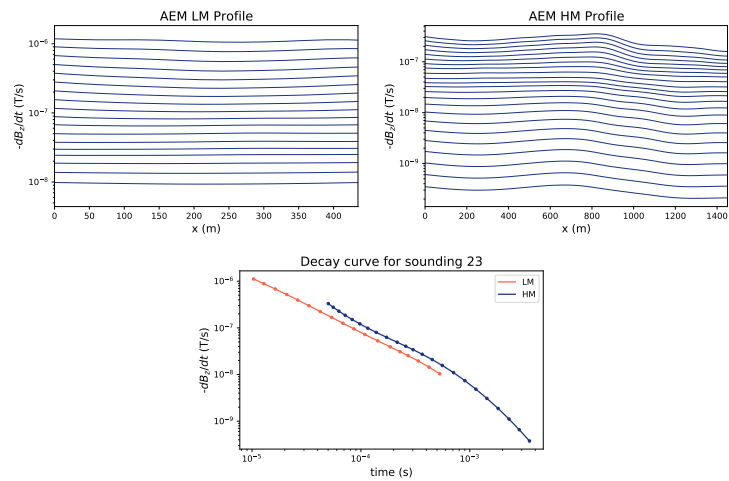 AEM LM Profile
-dB_z/dt (T/s)
10^-6
10^-7
10^-8
0 50 100 150 200 250 300 350 400
x (m)
AEM HM Profile
-dB_z/dt (T/s)
10^-7
10^-8
10^-9
0 200 400 600 800 1000 1200 1400
x (m)
Decay curve for sounding 23
-dB_z/dt (T/s)
10^-6
10^-7
10^-8
10^-9
LM
HM
10^-5 10^-4 10^-3
time (s)